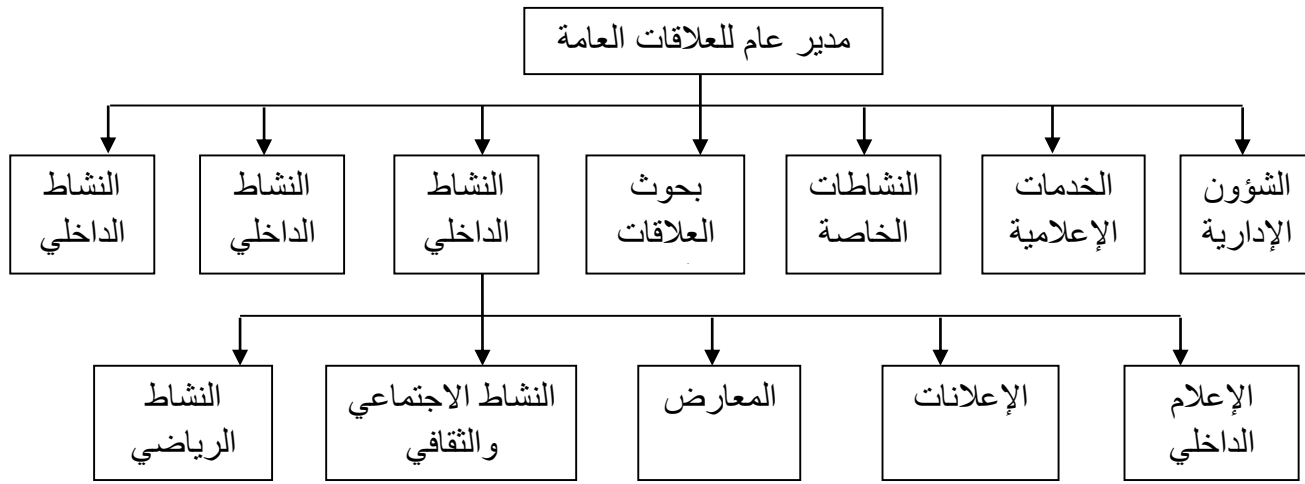 مدير عام للعلاقات العامة
الشؤون
الإدارية
الخدمات
الإعلامية
النشاطات
الخاصة
بحوث
العلاقات
النشاط
الداخلي
النشاط
الداخلي
النشاط
الداخلي
الإعلام
الداخلي
الإعلانات
المعارض
النشاط الاجتماعي
والثقافي
النشاط
الرياضي